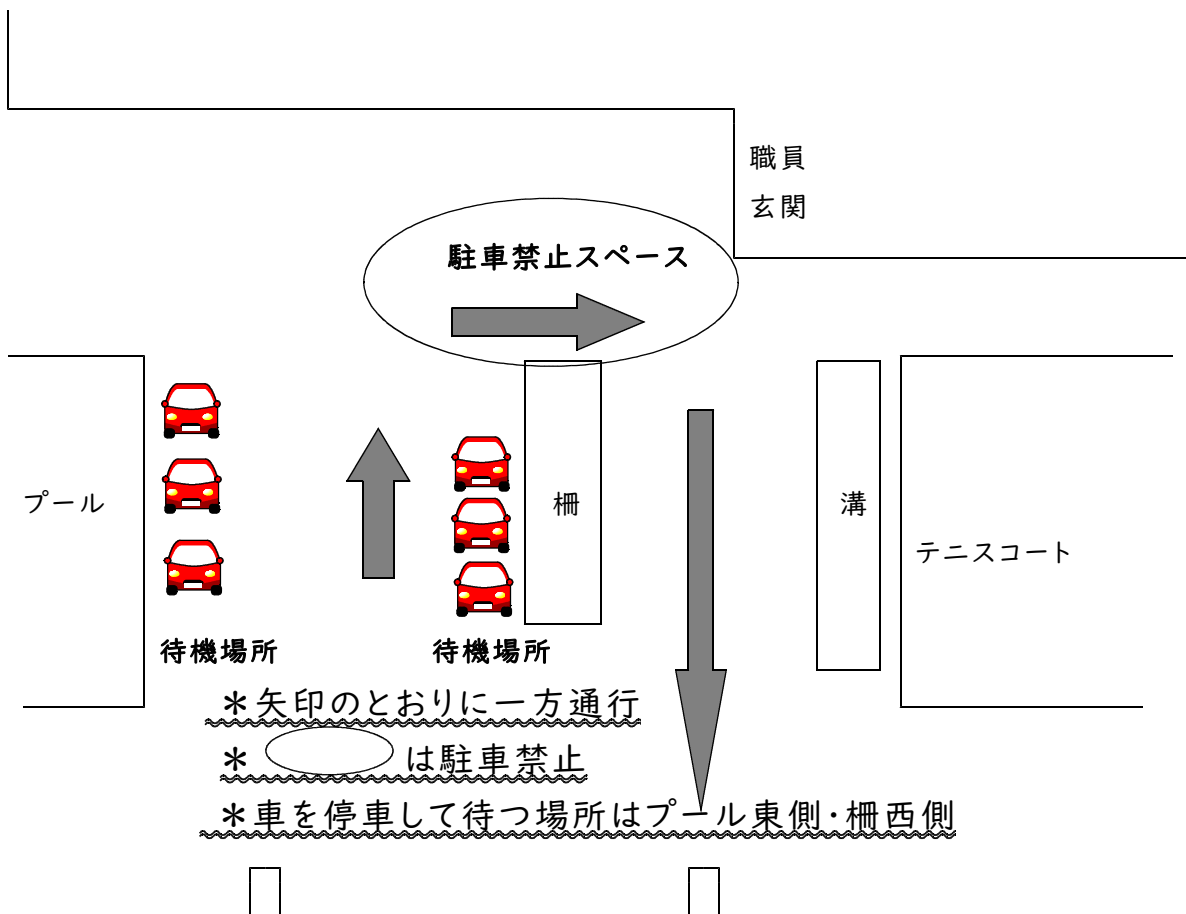 職員
玄関
駐車禁止スペース
プール
柵
溝
テニスコート
待機場所
待機場所
＊矢印のとおりに一方通行
＊　は駐車禁止
＊車を停車して待つ場所はプール東側・柵西側